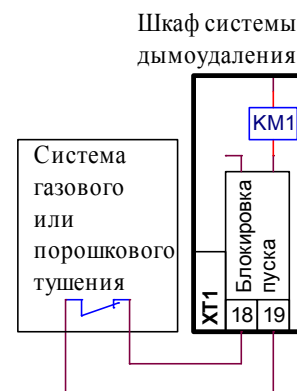 Шкаф системы
дымоудаления
KM1
Система
газового
или
порошкового
тушения
Блокировка
пуска
XT1
18 19